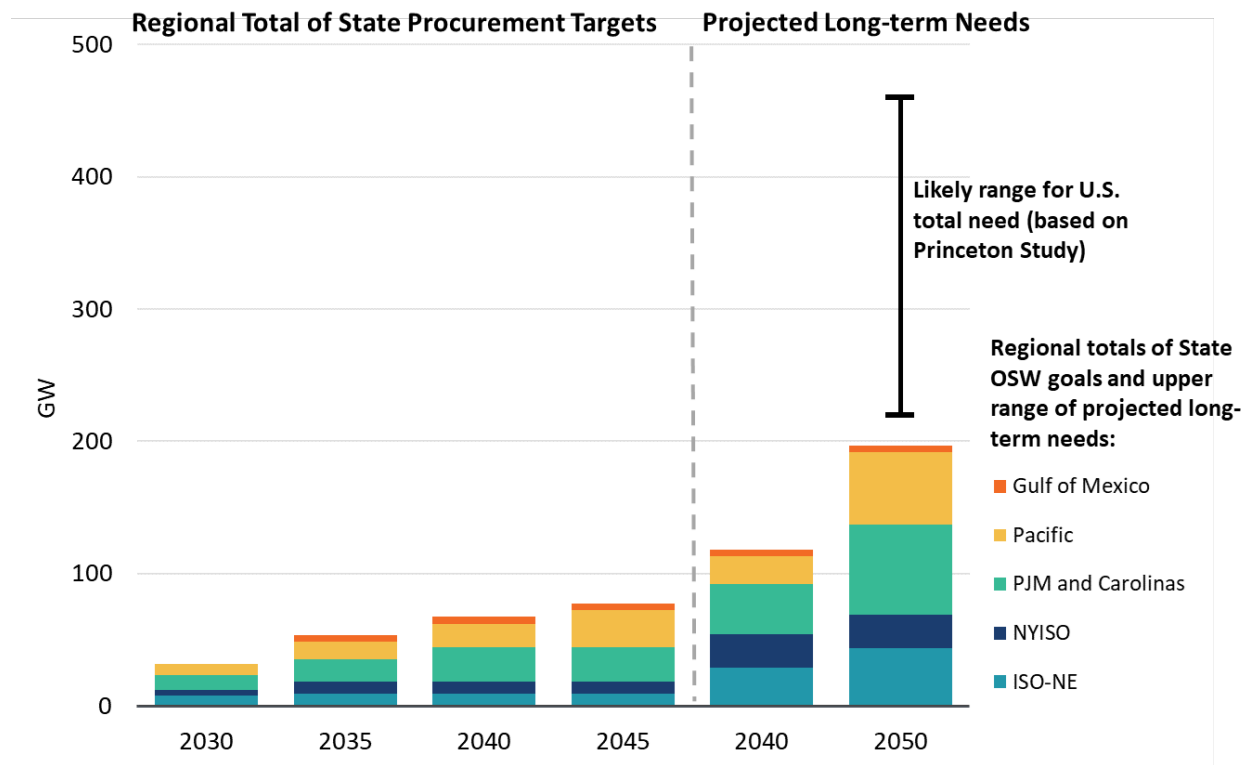 Regional Total of State Procurement Targets
Projected Long-term Needs
500
400
300
200
100
0
GW
Likely range for U.S.
total need (based on
Princeton Study)
Regional totals of State
OSW goals and upper
range of projected long-
term needs:
Gulf of Mexico
Pacific
PJM and Carolinas
NYISO
ISO-NE
2030
2035
2040
2045
2040
2050